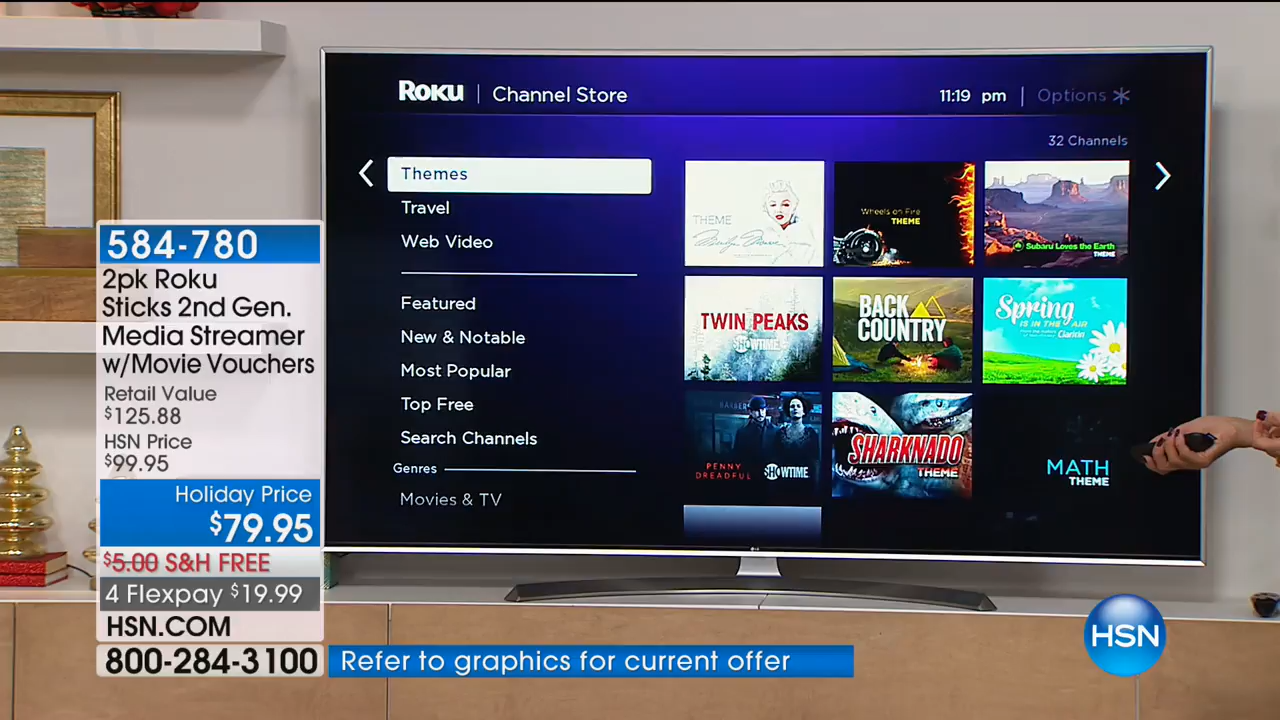 Roku | Channel Store
11:19 pm | Options
32 Channels
Themes
Travel
Web Video
Featured
New & Notable
Most Popular
Top Free
Search Channels
Genres
Movies & TV
THEME
Marilyn Monroe
Wheels on Fire
THEME
Subaru Loves the Earth
THEME
TWIN PEAKS
SHOWTIME
BACK
COUNTRY
Spring
IS IN THE AIR
Claritin
PENNY
DREADFUL
SHOWTIME
SHARKNADO
THEME
MATH
THEME
584-780
2pk Roku
Sticks 2nd Gen.
Media Streamer
w/Movie Vouchers
Retail Value
$125.88
HSN Price
$99.95
Holiday Price
$79.95
$5.00 S&H FREE
4 Flexpay $19.99
HSN.COM
800-284-3100
Refer to graphics for current offer
HSN